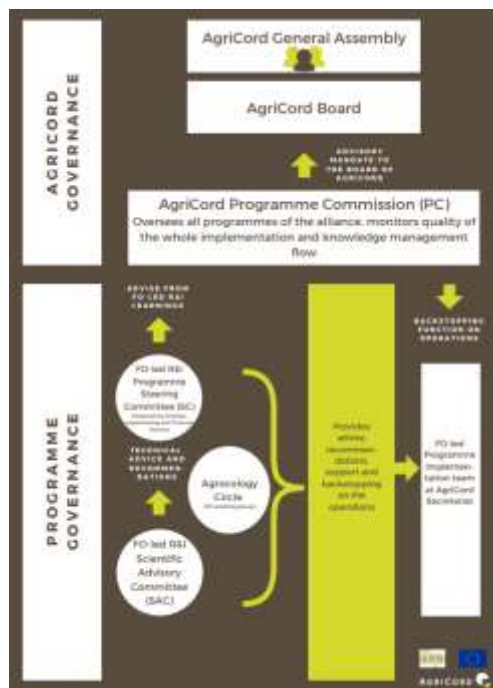 AGRICORD
GOVERNANCE
AgriCord General Assembly
AgriCord Board
ADVISORY
MANDATE TO
THE BOARD OF
AGRICORD
AgriCord Programme Commission (PC)
Oversees all programmes of the alliance, monitors quality of
the whole implementation and knowledge management
flow
PROGRAMME
GOVERNANCE
ADVISE FROM
FO-LED R&I
LEARNINGS
BACKSTOPPING
FUNCTION ON
OPERATIONS
FO-led R&I
Programme
Steering
Committee (SC)
TECHNICAL
ADVICE AND
RECOMMEN-
DATIONS
Agroecology
Circle
FO-led R&I
Scientific
Advisory
Committee
(SAC)
Provides
advise,
recommen-
dations,
support and
backstopping
on the
operations
FO-led
Programme
Implemen-
tation team
at AgriCord
Secretariat
AGRICORD